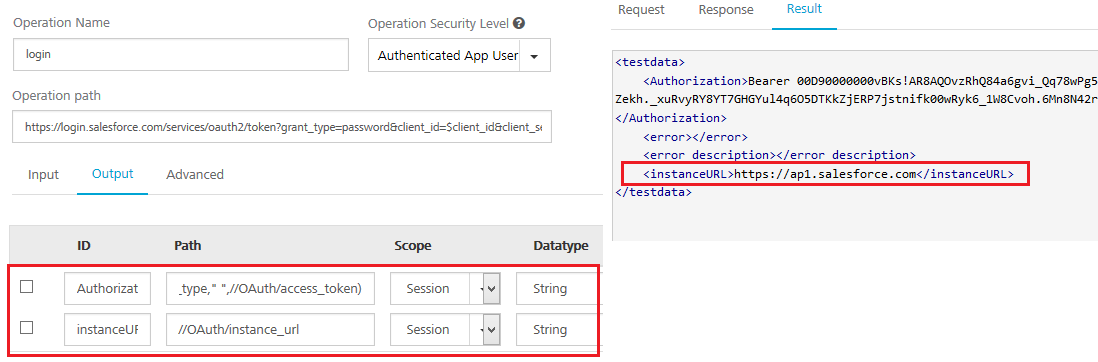 Operation Name
Operation Security Level ?
login
Authenticated App User
Operation path
https://login.salesforce.com/services/oauth2/token?grant_type=password&client_id=$client_id&client_se
Input
Output
Advanced
ID
Path
Scope
Datatype
Authorizat
_type," ",//OAuth/access_token)
Session
String
instanceUF
//OAuth/instance_url
Session
String
Request
Response
Result
<testdata>
<Authorization>Bearer 00D90000000vBKs!AR8AQOvzRhQ84a6gvi_Qq78wPg5
Zekh._xuRvyRY8YT7GHGYul4q6O5DTKkZjERP7jstnifk00wRyk6_1W8Cvoh.6Mn8N42r
</Authorization>
<error></error>
<error description></error description>
<instanceURL>https://ap1.salesforce.com</instanceURL>
</testdata>